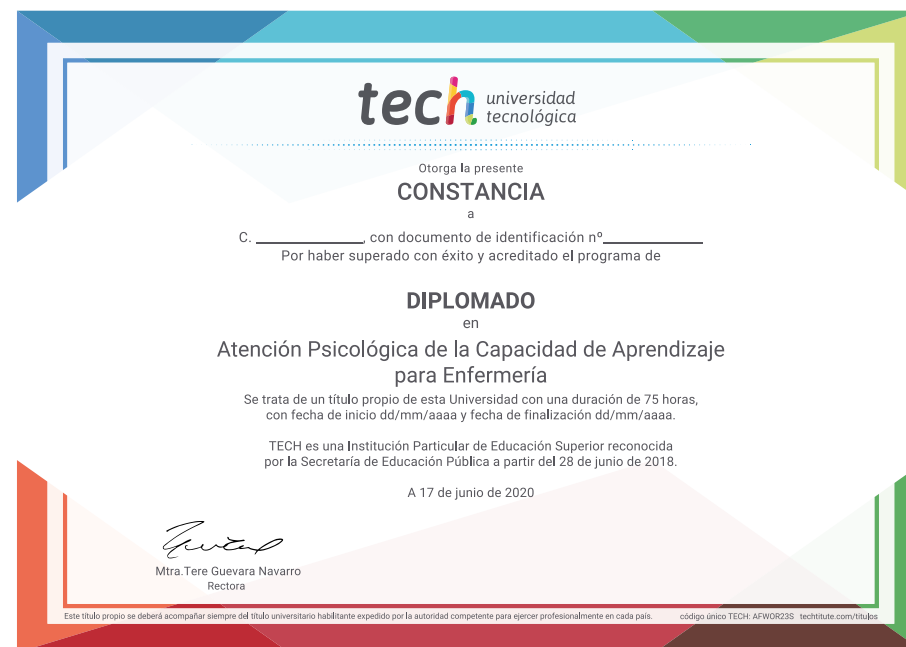 tech universidad
tecnológica
Otorga la presente
CONSTANCIA
a
C. ____________, con documento de identificación nº____________
Por haber superado con éxito y acreditado el programa de
DIPLOMADO
en
Atención Psicológica de la Capacidad de Aprendizaje
para Enfermería
Se trata de un título propio de esta Universidad con una duración de 75 horas,
con fecha de inicio dd/mm/aaaa y fecha de finalización dd/mm/aaaa.
TECH es una Institución Particular de Educación Superior reconocida
por la Secretaría de Educación Pública a partir del 28 de junio de 2018.
A 17 de junio de 2020
Mtra.Tere Guevara Navarro
Rectora
Este título propio se deberá acompañar siempre del título universitario habilitante expedido por la autoridad competente para ejercer profesionalmente en cada país. código único TECH: AFWOR23S techtitute.com/titulos